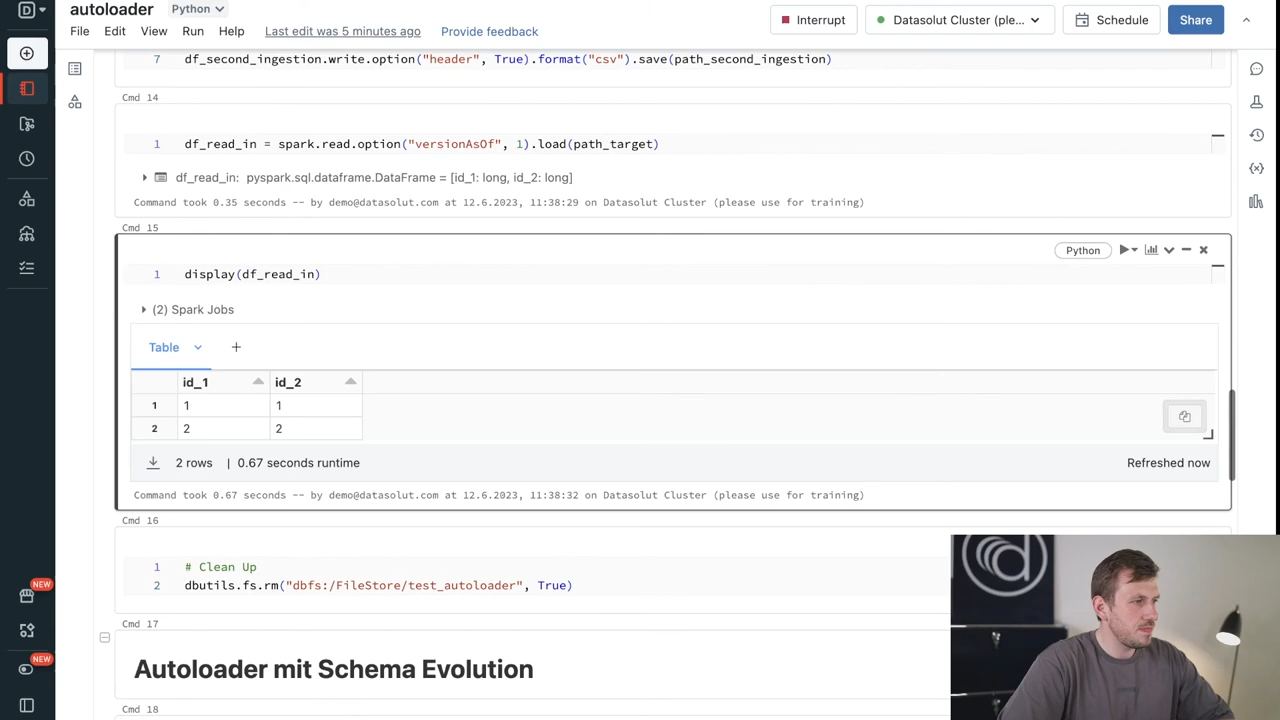 autoloader
Python
File Edit View Run Help Last edit was 5 minutes ago Provide feedback
Interrupt
Datasolut Cluster (ple...
Schedule
Share
7 df_second_ingestion.write.option("header", True).format("csv").save(path_second_ingestion)
Cmd 14
1 df_read_in = spark.read.option("versionAsOf", 1).load(path_target)
df_read_in: pyspark.sql.dataframe.DataFrame = [id_1: long, id_2: long]
Command took 0.35 seconds -- by demo@datasolut.com at 12.6.2023, 11:38:29 on Datasolut Cluster (please use for training)
Cmd 15
Python
1 display(df_read_in)
(2) Spark Jobs
Table +
id_1 id_2
1 1 1
2 2 2
2 rows | 0.67 seconds runtime
Refreshed now
Command took 0.67 seconds -- by demo@datasolut.com at 12.6.2023, 11:38:32 on Datasolut Cluster (please use for training)
Cmd 16
1 # Clean Up
2 dbutils.fs.rm("dbfs:/FileStore/test_autoloader", True)
Cmd 17
Autoloader mit Schema Evolution
Cmd 18
D
NEW
NEW